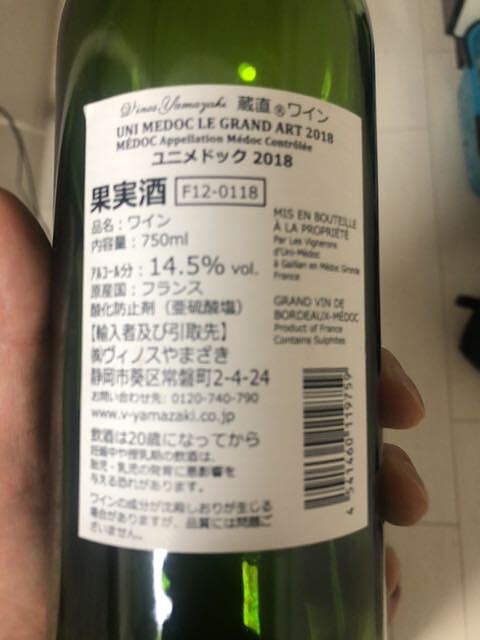 Vinos Yamazaki 蔵直®ワイン
UNI MEDOC LE GRAND ART 2018
MÉDOC Appellation Médoc Contrôlée
ユニメドック 2018
果実酒 F12-0118
品名：ワイン
内容量：750ml
アルコール分：14.5% vol.
原産国：フランス
酸化防止剤（亜硫酸塩）
【輸入者及び引取先】
㈱ヴィノスやまざき
静岡市葵区常磐町2-4-24
お問い合わせ先：0120-740-790
www.v-yamazaki.co.jp
飲酒は20歳になってから
妊娠中や授乳期の飲酒は、
胎児・乳児の発育に悪影響を
与える恐れがあります。
ワインの成分が沈殿しおりが生じる
場合がありますが、品質には問題ご
ざいません。
MIS EN BOUTEILLE
À LA PROPRIÉTÉ
Par Les Vignerons
d'Uni-Médoc
à Gaillan en Médoc Gironde
France
GRAND VIN DE
BORDEAUX-MÉDOC
Product of France
Contains Sulphites
4 541460 119759